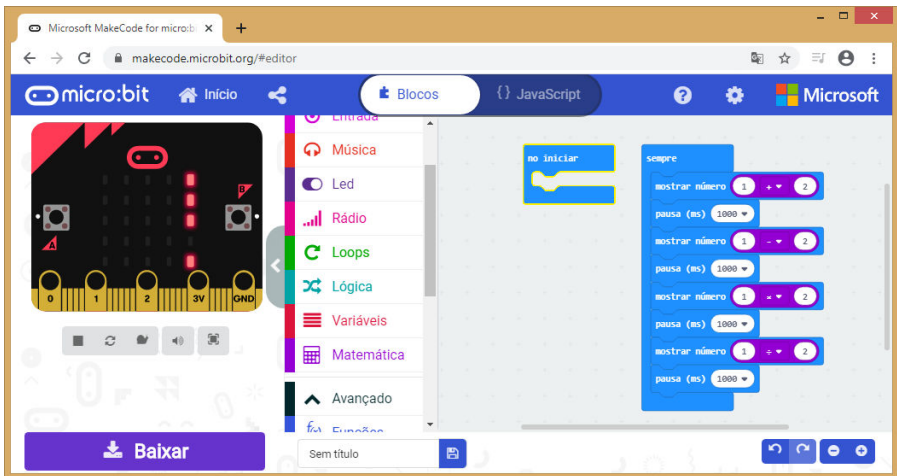 Microsoft MakeCode for micro:b
makecode.microbit.org/#editor
micro:bit
Início
Blocos
{} JavaScript
?
Microsoft
Entrada
Música
Led
Rádio
Loops
Lógica
Variáveis
Matemática
Avançado
f(x) Funções
B
A
0 1 2 3V GND
no iniciar
sempre
mostrar número 1 + 2
pausa (ms) 1000
mostrar número 1 - 2
pausa (ms) 1000
mostrar número 1 × 2
pausa (ms) 1000
mostrar número 1 ÷ 2
pausa (ms) 1000
Baixar
Sem título